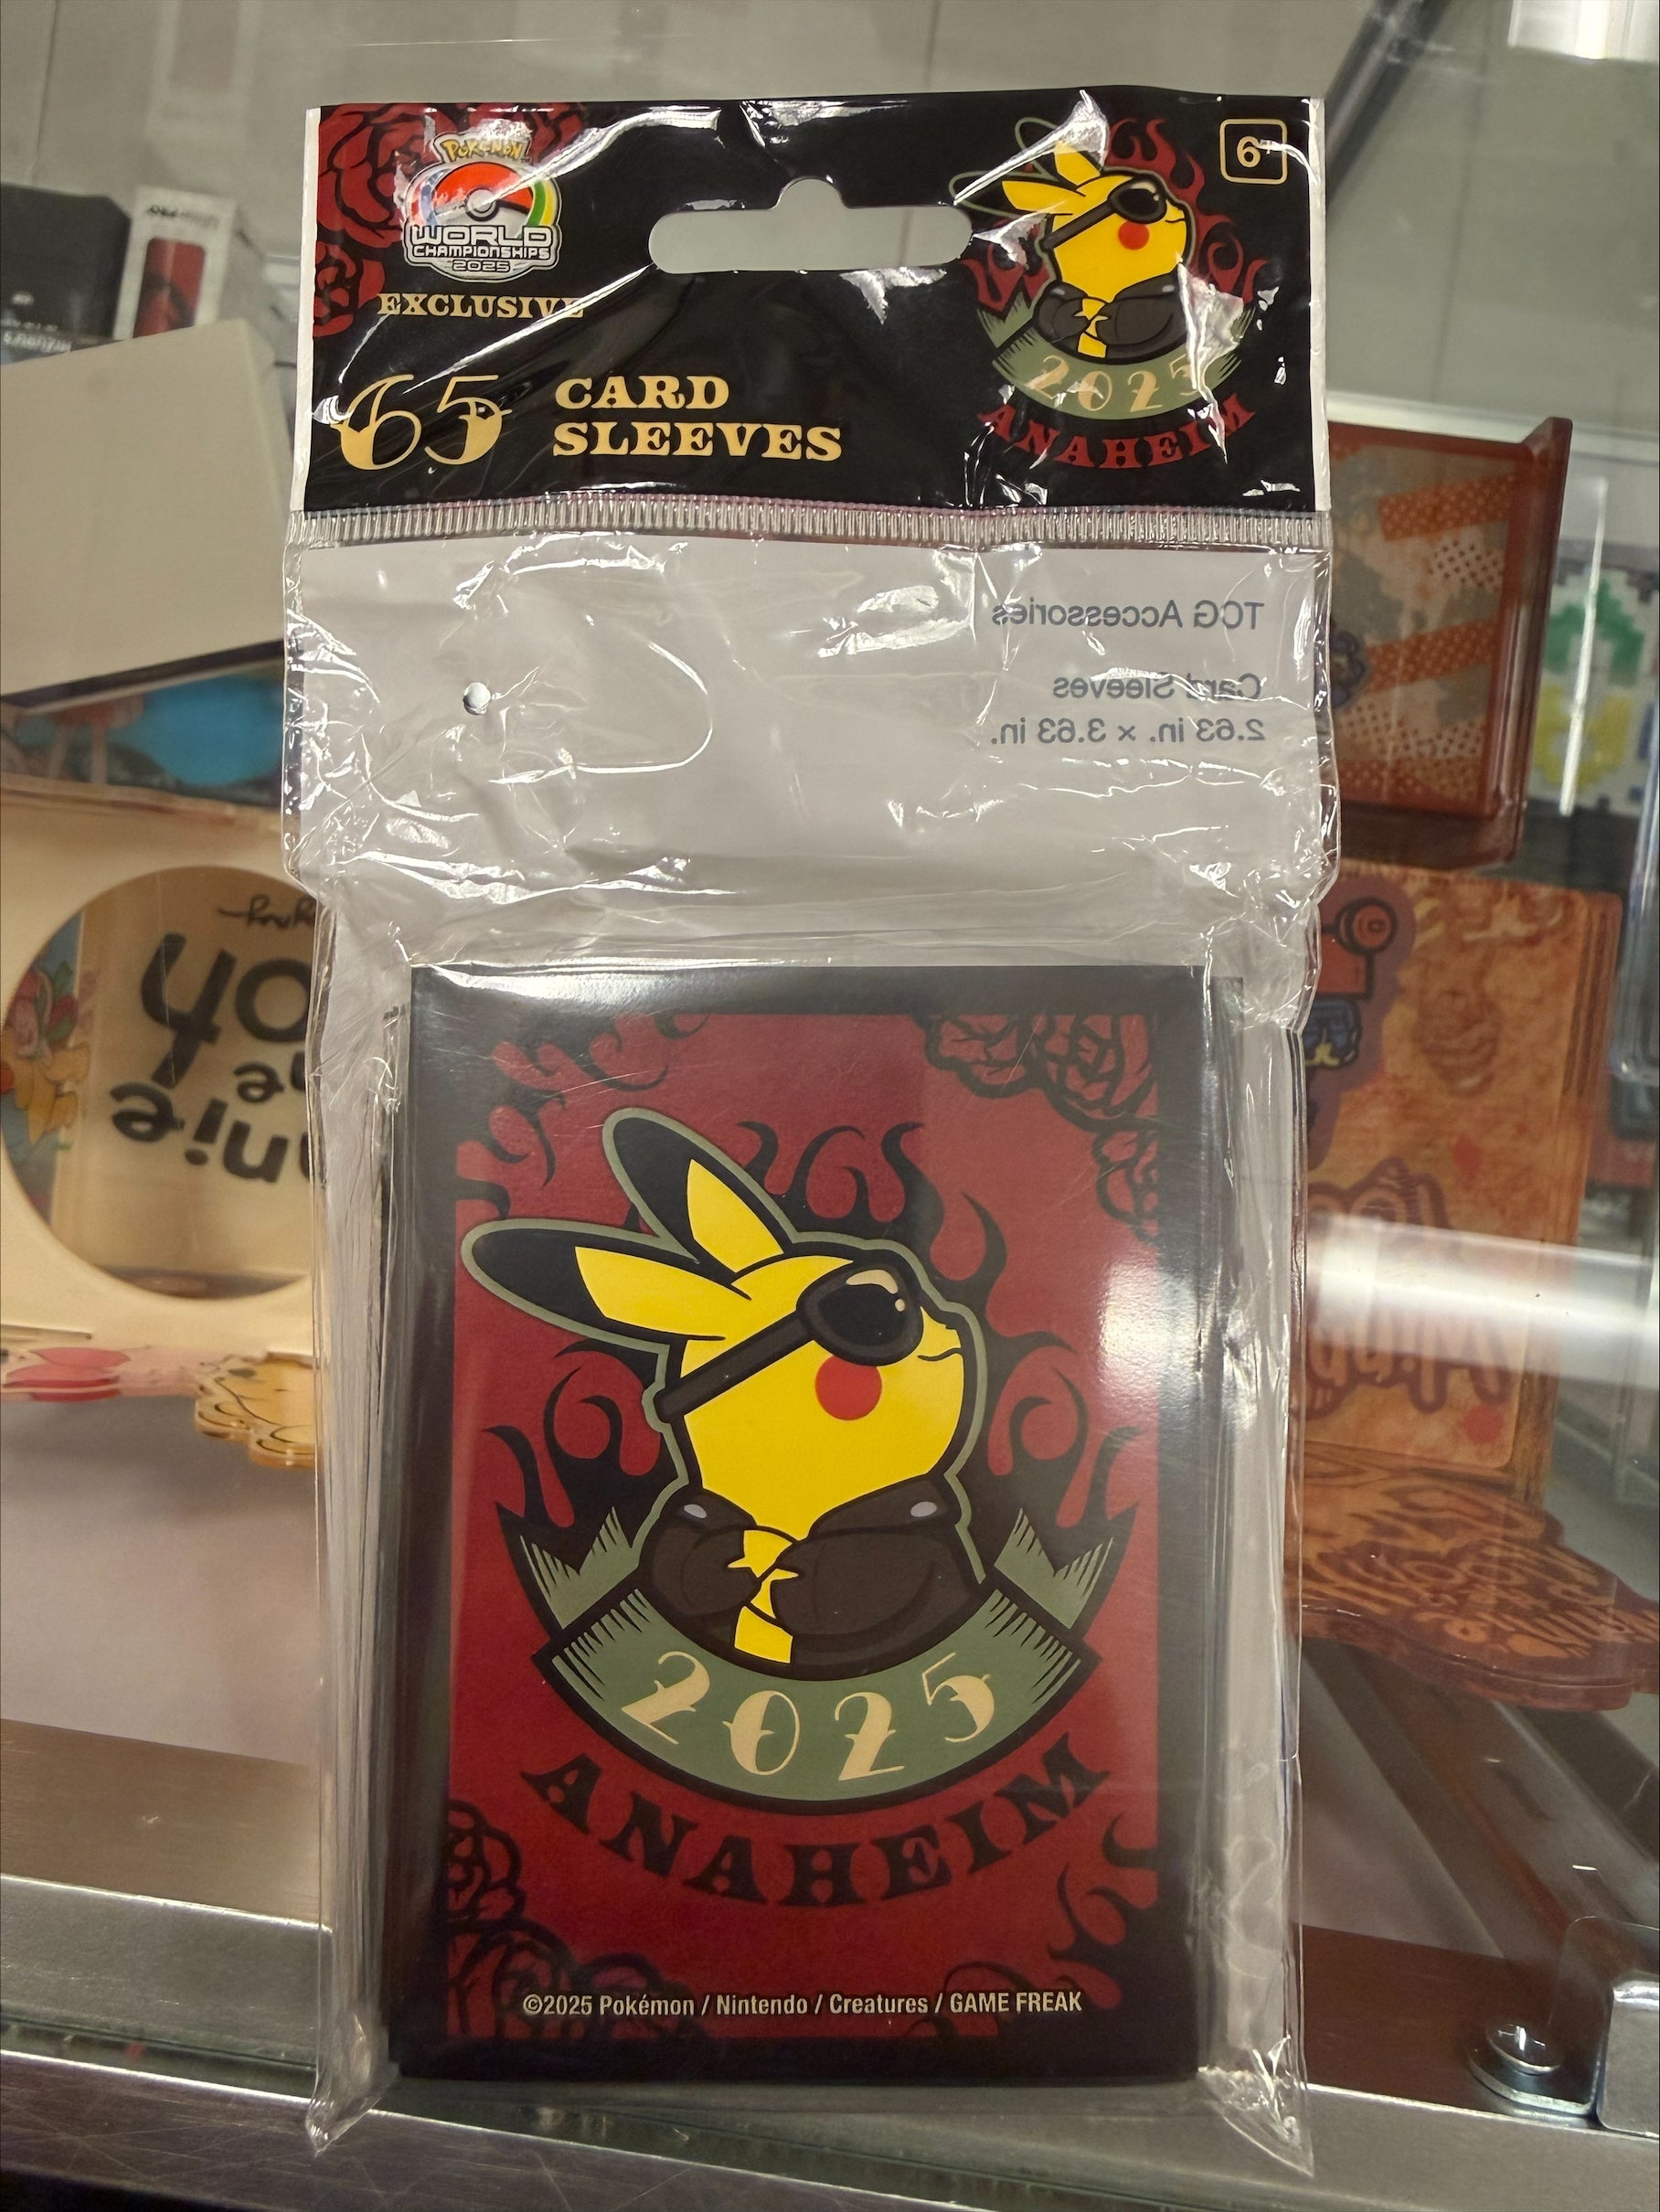 POKÉMON
WORLD
CHAMPIONSHIPS
2025
EXCLUSIVE
6+
65 CARD
SLEEVES
2025
ANAHEIM
TCG Accessories
Card Sleeves
2.63 in. × 3.63 in.
2025
ANAHEIM
©2025 Pokémon / Nintendo / Creatures / GAME FREAK